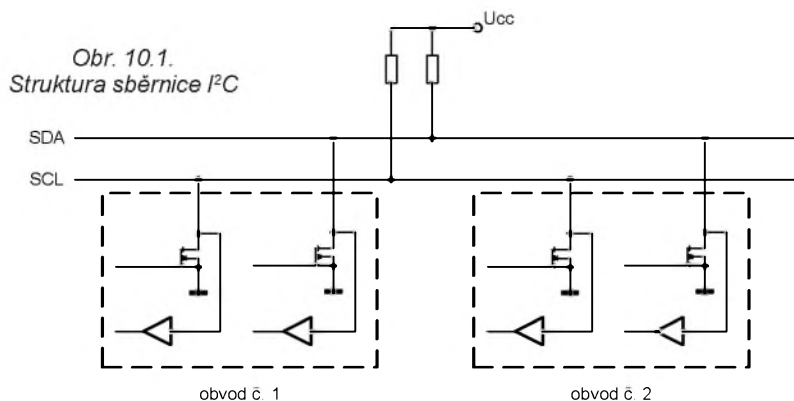 Ucc
Obr. 10.1.
Struktura sběrnice I²C
SDA
SCL
obvod č. 1
obvod č. 2